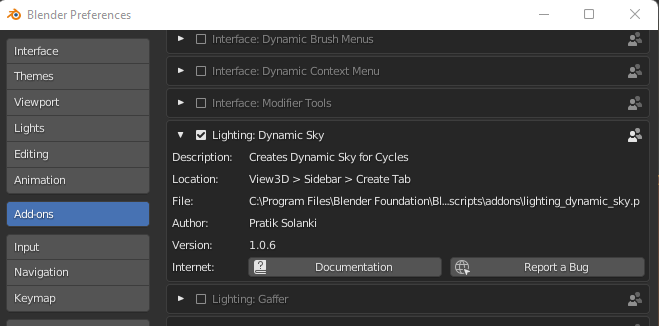 Blender Preferences
Interface
Themes
Viewport
Lights
Editing
Animation
Add-ons
Input
Navigation
Keymap
Interface: Dynamic Brush Menus
Interface: Dynamic Context Menu
Interface: Modifier Tools
Lighting: Dynamic Sky
Description: Creates Dynamic Sky for Cycles
Location: View3D > Sidebar > Create Tab
File: C:\Program Files\Blender Foundation\Bl...scripts\addons\lighting_dynamic_sky.p
Author: Pratik Solanki
Version: 1.0.6
Internet: Documentation Report a Bug
Lighting: Gaffer